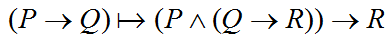 (P → Q) ↦ (P ∧ (Q → R)) → R